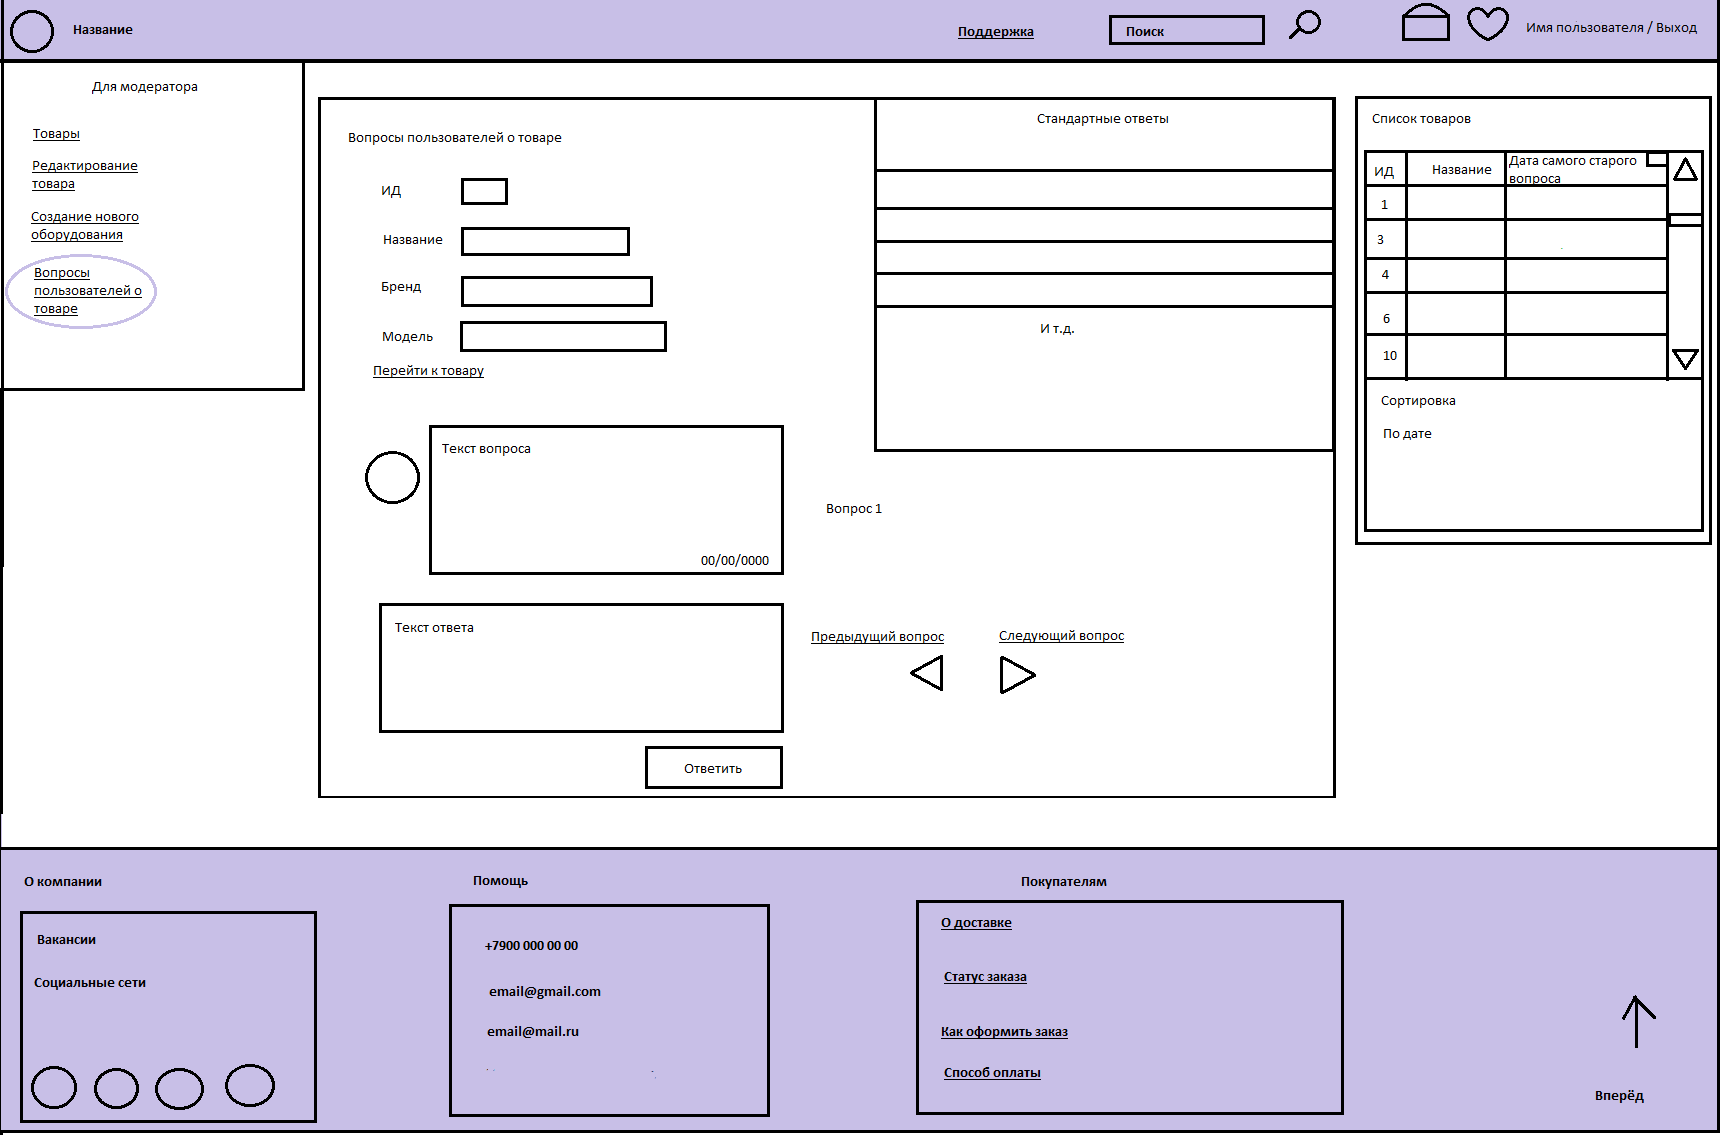 Название
Поддержка
Поиск
Имя пользователя / Выход
Для модератора
Товары
Редактирование
товара
Создание нового
оборудования
Вопросы
пользователей о
товаре
Вопросы пользователей о товаре
ИД
Название
Бренд
Модель
Перейти к товару
Стандартные ответы
И т.д.
Текст вопроса
00/00/0000
Вопрос 1
Текст ответа
Предыдущий вопрос
Следующий вопрос
Ответить
Список товаров
ИД
Название
Дата самого старого
вопроса
1
3
4
6
10
Сортировка
По дате
О компании
Вакансии
Социальные сети
Помощь
+7900 000 00 00
email@gmail.com
email@mail.ru
Покупателям
О доставке
Статус заказа
Как оформить заказ
Способ оплаты
Вперёд